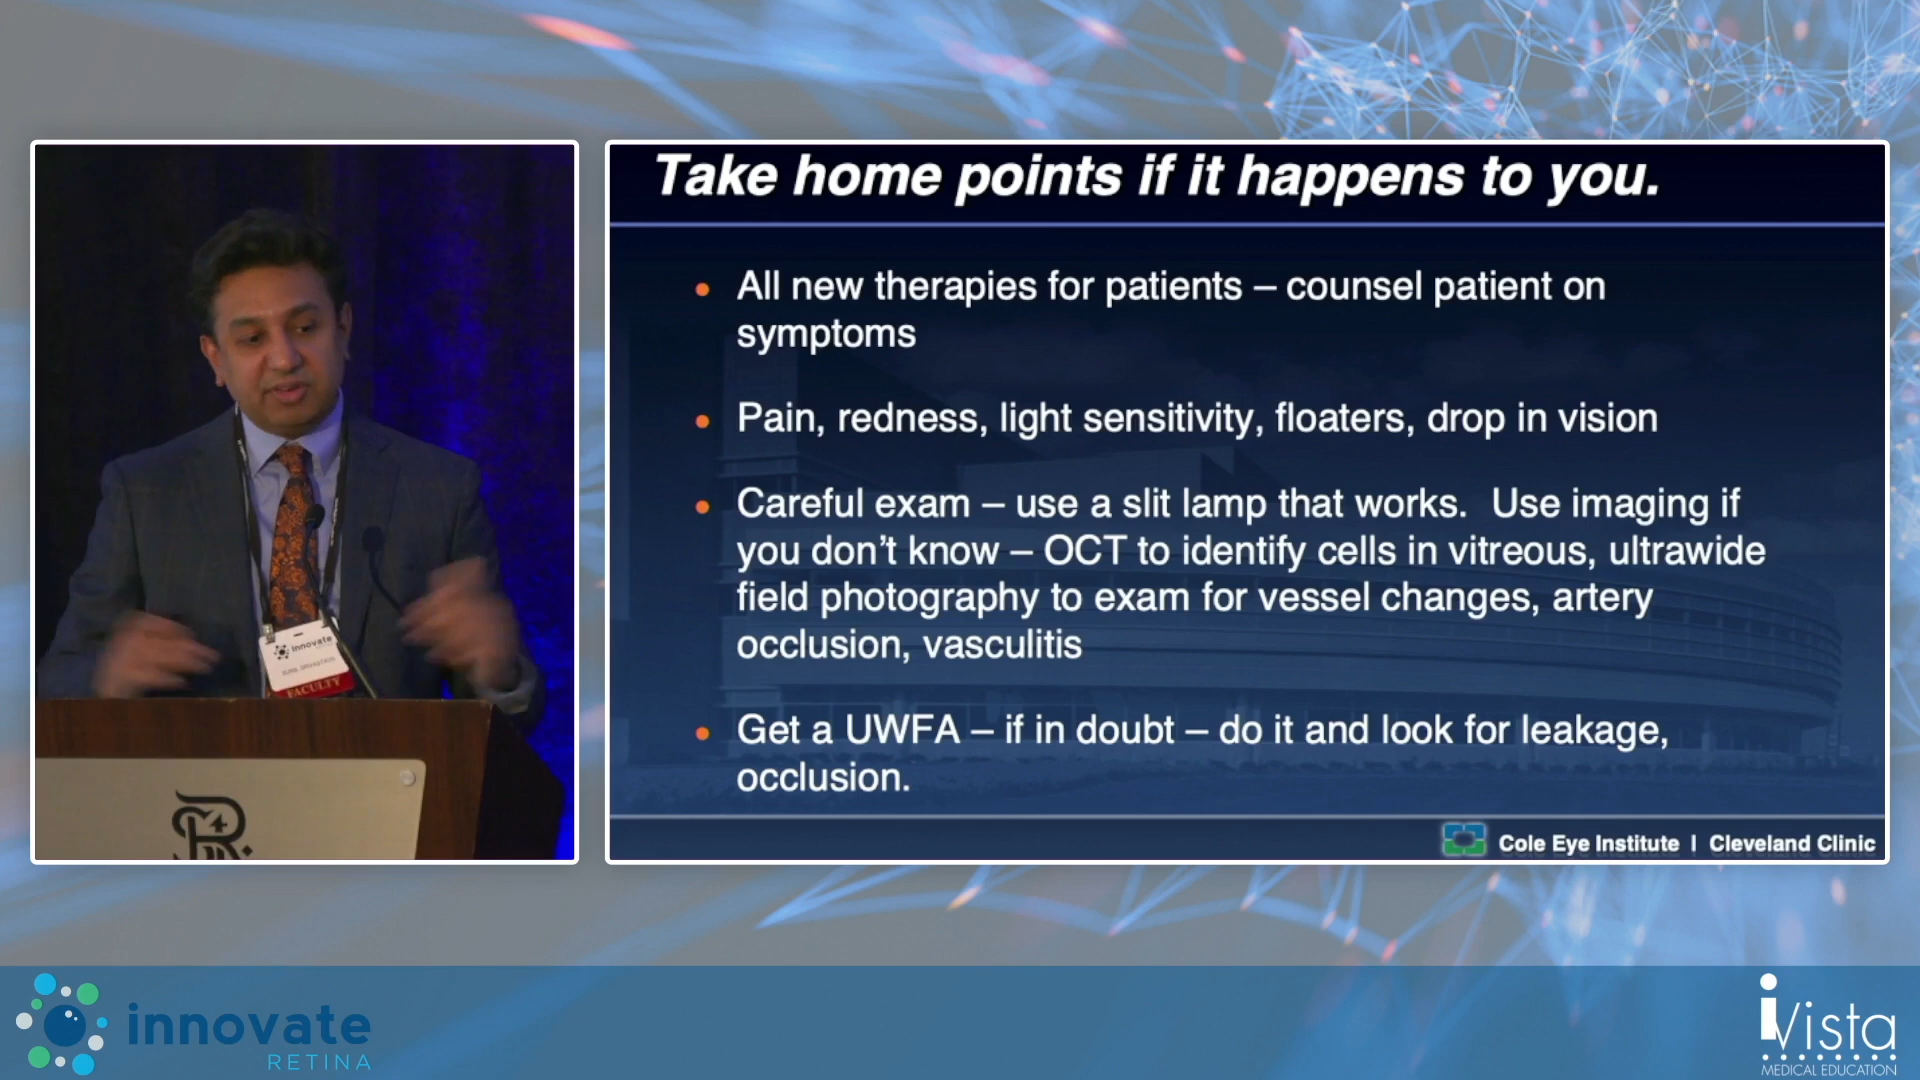 Take home points if it happens to you.
All new therapies for patients – counsel patient on
symptoms
Pain, redness, light sensitivity, floaters, drop in vision
Careful exam – use a slit lamp that works. Use imaging if
you don't know – OCT to identify cells in vitreous, ultrawide
field photography to exam for vessel changes, artery
occlusion, vasculitis
Get a UWFA – if in doubt – do it and look for leakage,
occlusion.
Cole Eye Institute | Cleveland Clinic
innovate
FACULTY
innovate
RETINA
iVista
MEDICAL EDUCATION